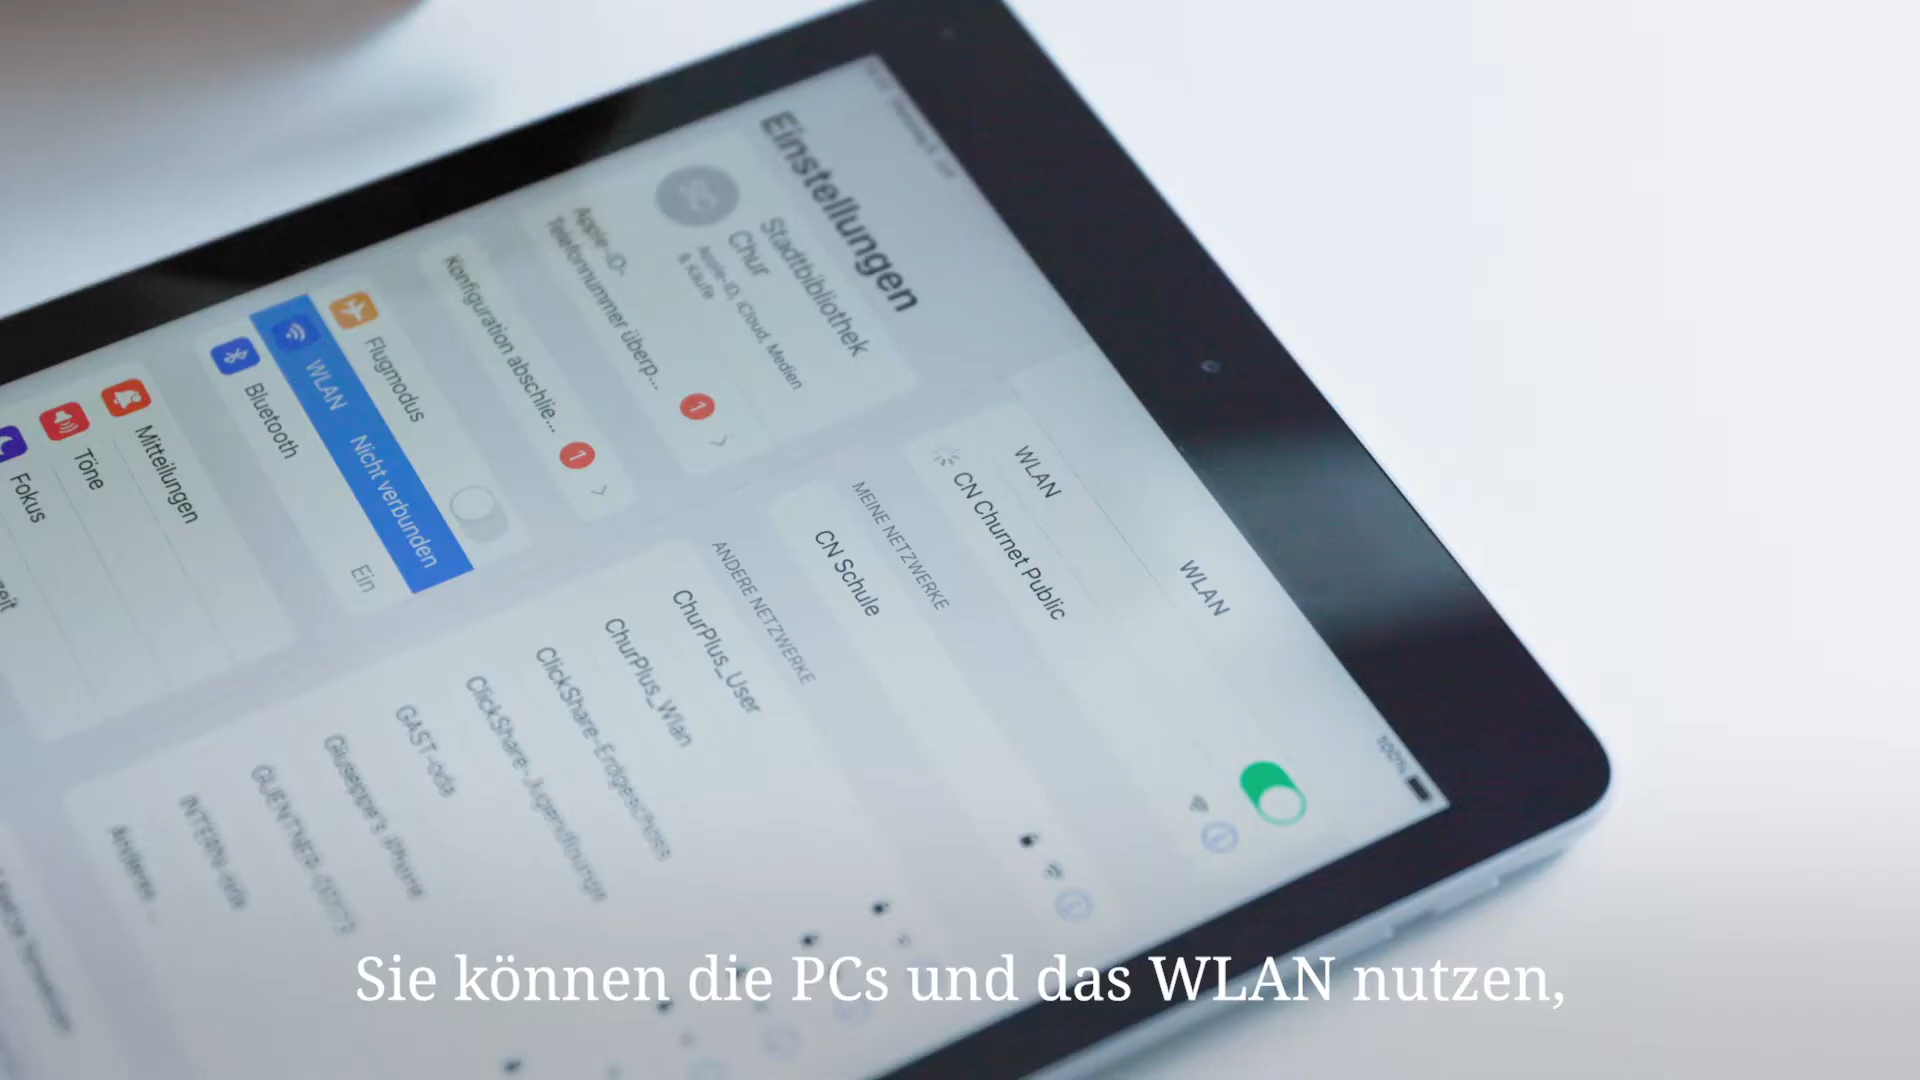 Einstellungen
Stadtbibliothek
Chur
Apple-ID, iCloud, Medien
& Käufe
Apple-ID-
Telefonnummer überp...
1
Konfiguration abschlie...
1
Flugmodus
WLAN Nicht verbunden
Bluetooth Ein
Mitteilungen
Töne
Fokus
100%
WLAN
WLAN
CN Churnet Public
MEINE NETZWERKE
CN Schule
ANDERE NETZWERKE
ChurPlus_User
ChurPlus_Wlan
ClickShare-Erdgeschoss
ClickShare-Jugendlounge
GAST-oda
Giuseppe's iPhone
Anderes ...
Sie können die PCs und das WLAN nutzen,